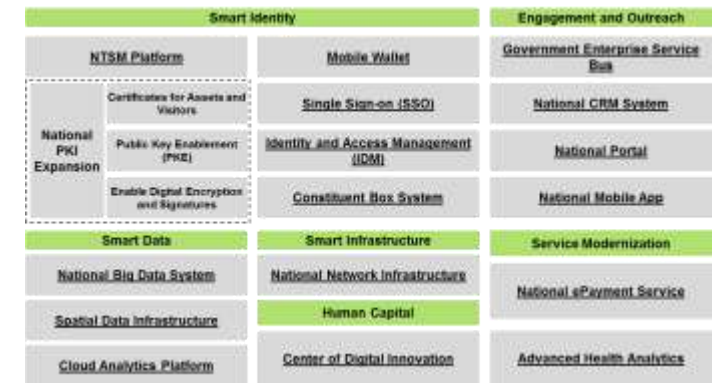 Smart Identity
Engagement and Outreach
NTSM Platform
Mobile Wallet
Government Enterprise Service
Bus
National
PKI
Expansion
Certificates for Assets and
Visitors
Public Key Enablement
(PKE)
Enable Digital Encryption
and Signatures
Single Sign-on (SSO)
Identity and Access Management
(IDM)
Constituent Box System
National CRM System
National Portal
National Mobile App
Smart Data
Smart Infrastructure
Service Modernization
National Big Data System
National Network Infrastructure
National ePayment Service
Spatial Data Infrastructure
Human Capital
Cloud Analytics Platform
Center of Digital Innovation
Advanced Health Analytics